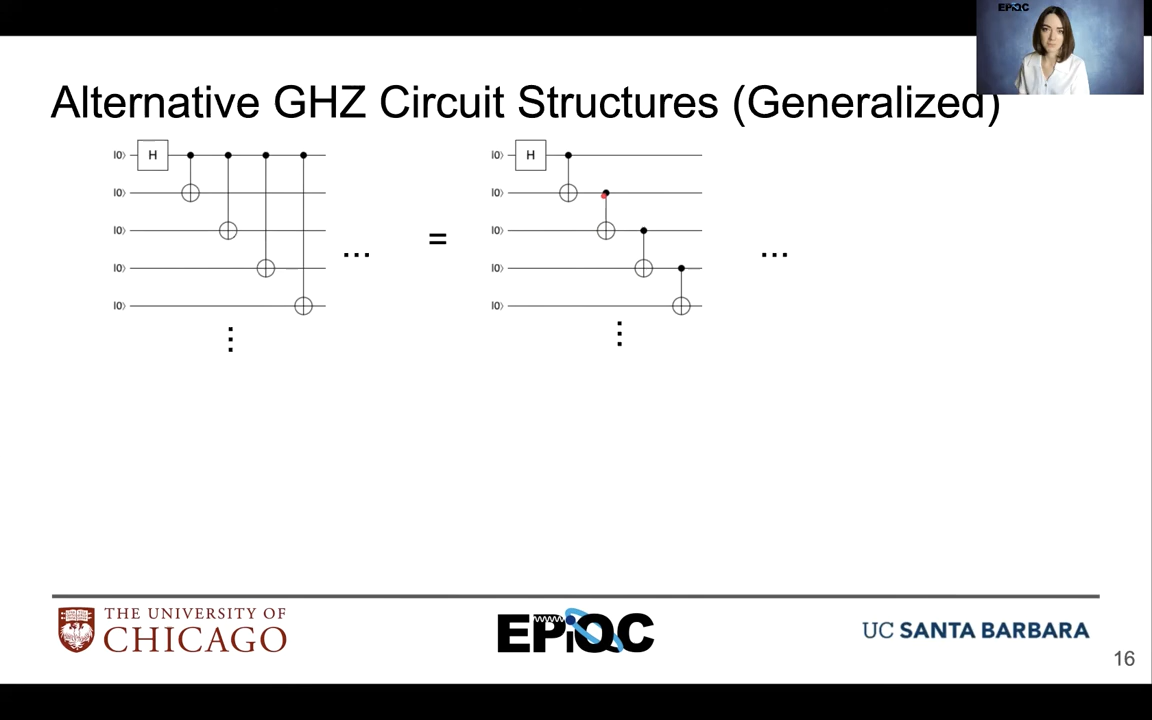 EPiQC
Alternative GHZ Circuit Structures (Generalized)
|0⟩ H
|0⟩
|0⟩
|0⟩
|0⟩
...
⋮
=
|0⟩ H
|0⟩
|0⟩
|0⟩
|0⟩
...
⋮
THE UNIVERSITY OF
CHICAGO
EPiQC
UC SANTA BARBARA
16